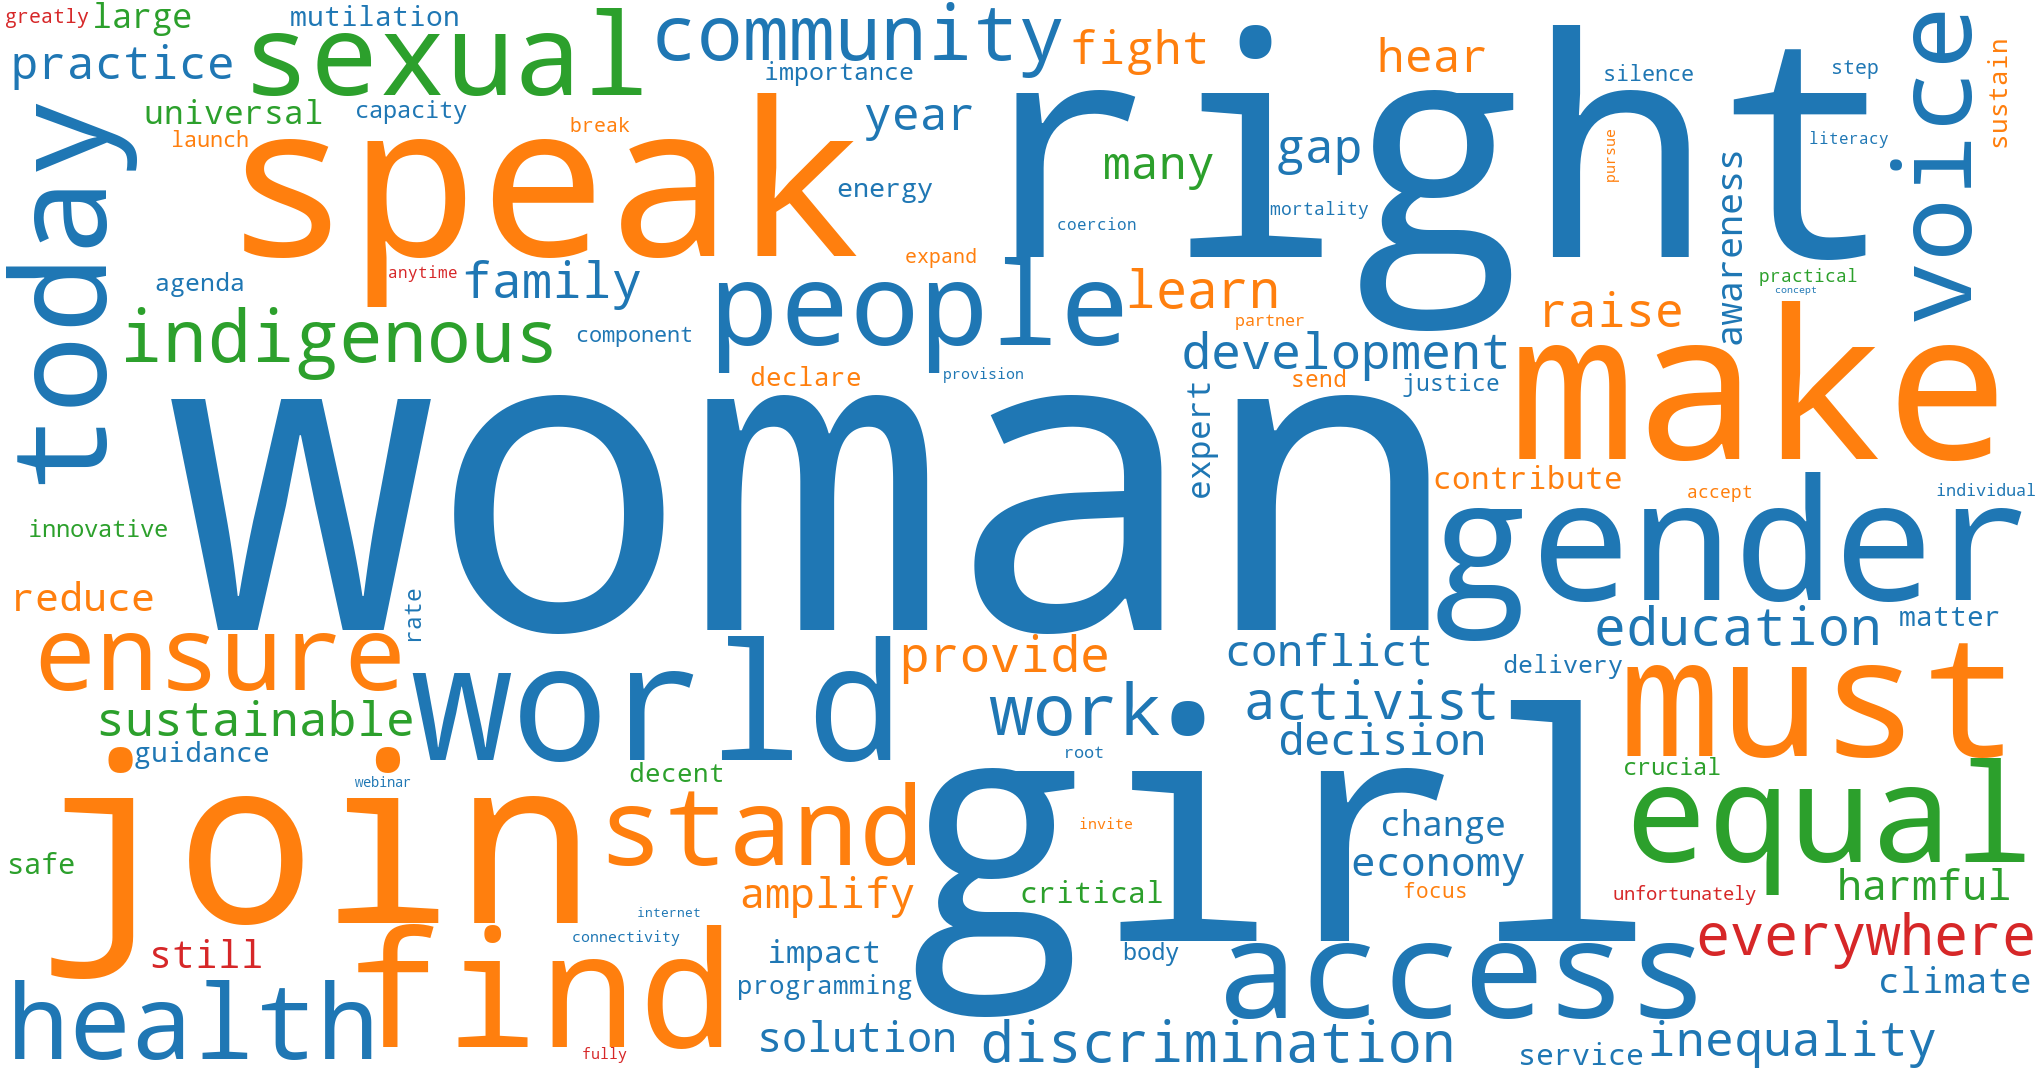 greatly
large
mutilation
sexual
community
fight
hear
right
voice
sustain
practice
universal
capacity
importance
year
silence
step
launch
break
speak
many
gap
pursue
literacy
today
energy
coercion
mortality
awareness
agenda
anytime
family
expand
people
learn
practical
concept
indigenous
component
partner
raise
make
declare
provision
development
send
justice
woman
expert
contribute
accept
individual
gender
innovative
reduce
rate
ensure
world
provide
conflict
education
matter
delivery
must
sustainable
guidance
work
activist
decision
root
girl
crucial
equal
join
webinar
decent
stand
invite
change
economy
safe
amplify
critical
focus
unfortunately
harmful
still
find
internet
connectivity
impact
body
access
everywhere
health
programming
climate
fully
solution
discrimination
service
inequality